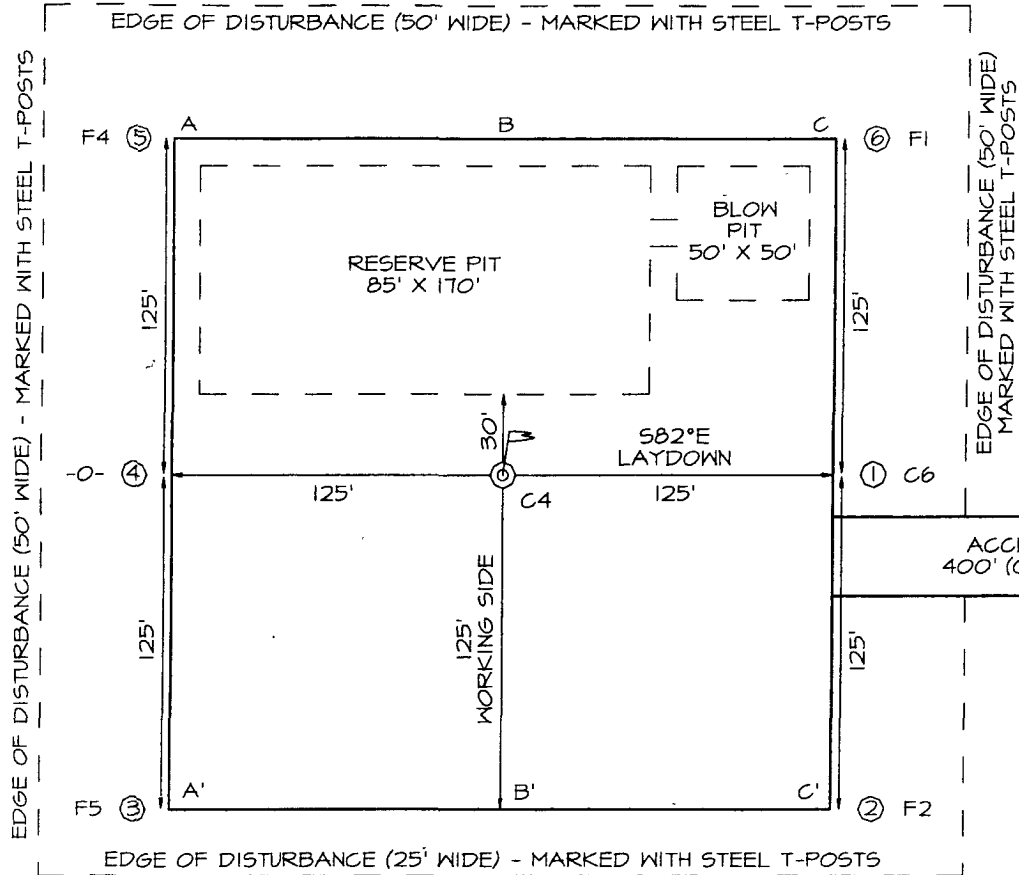 EDGE OF DISTURBANCE (50' WIDE) - MARKED WITH STEEL T-POSTS
EDGE OF DISTURBANCE (50' WIDE) - MARKED WITH STEEL T-POSTS
EDGE OF DISTURBANCE (50' WIDE)
MARKED WITH STEEL T-POSTS
F4 5 A B C 6 F1
RESERVE PIT
85' X 170'
BLOW
PIT
50' X 50'
125'
125'
30'
S82°E
LAYDOWN
-0- 4
125'
125'
C4
1 C6
400'
WORKING SIDE
125'
125'
125'
F5 3 A' B' C' 2 F2
EDGE OF DISTURBANCE (25' WIDE) - MARKED WITH STEEL T-POSTS